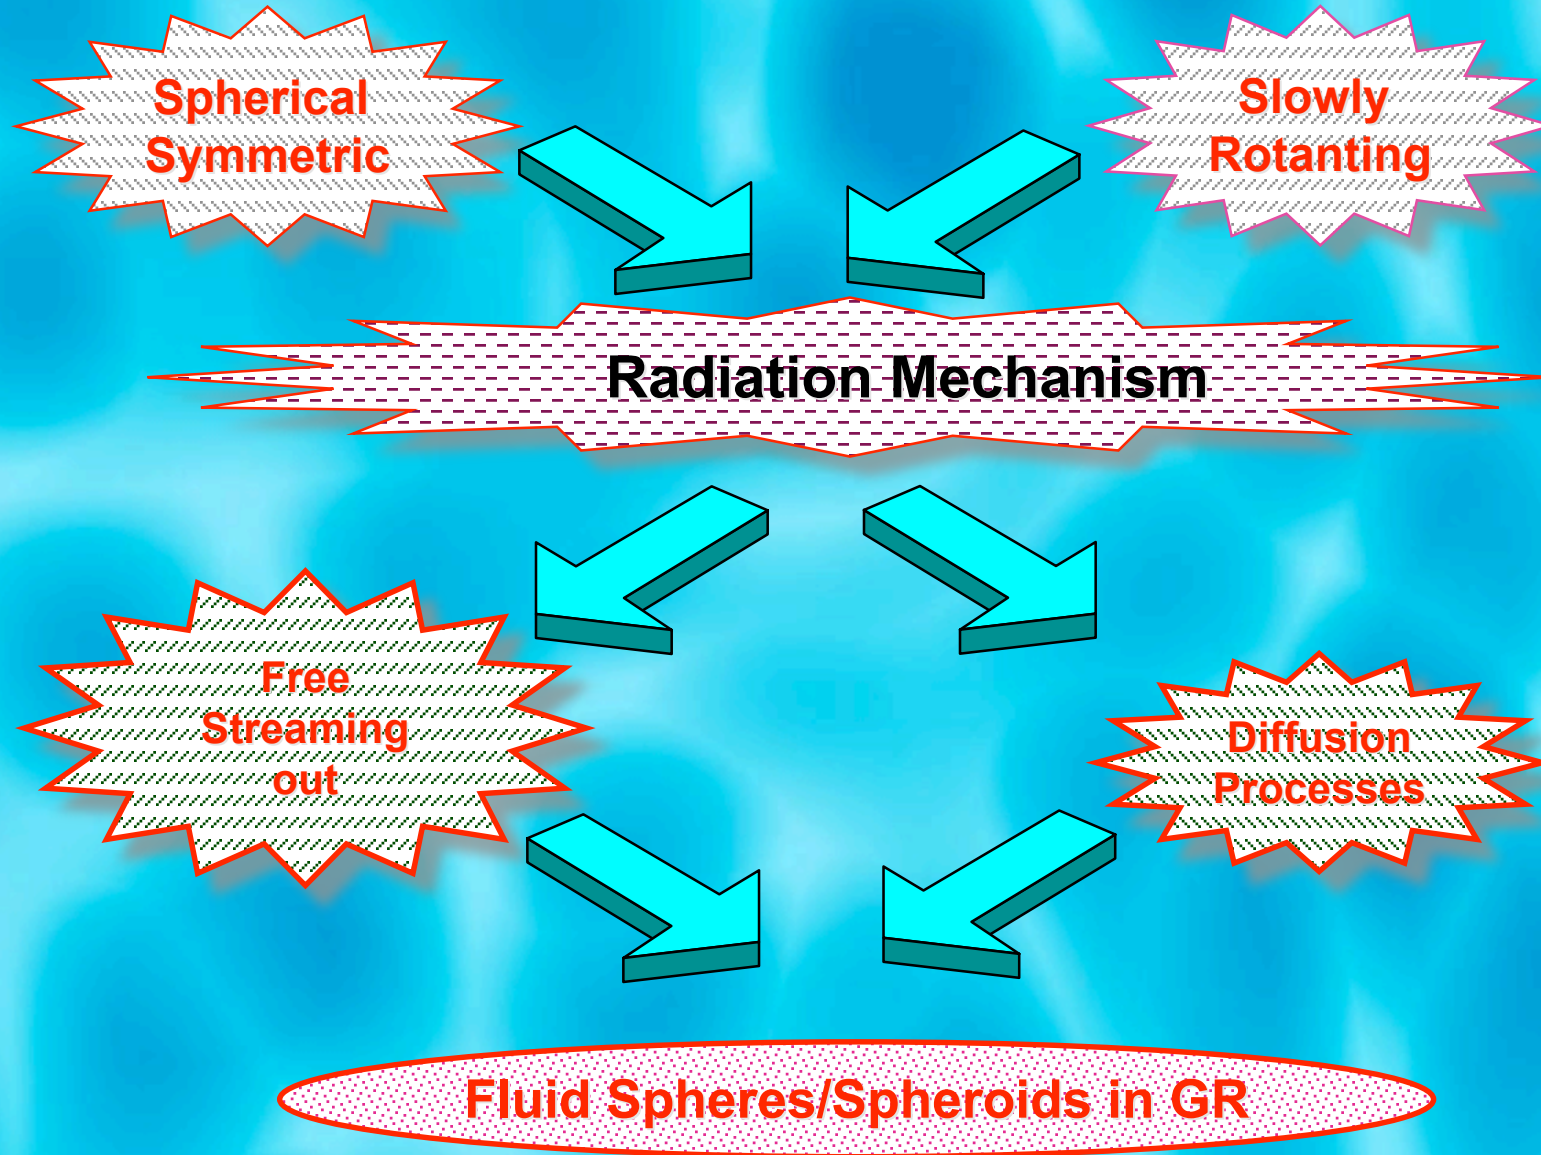 Spherical
Symmetric
Slowly
Rotanting
Radiation Mechanism
Free
Streaming
out
Diffusion
Processes
Fluid Spheres/Spheroids in GR